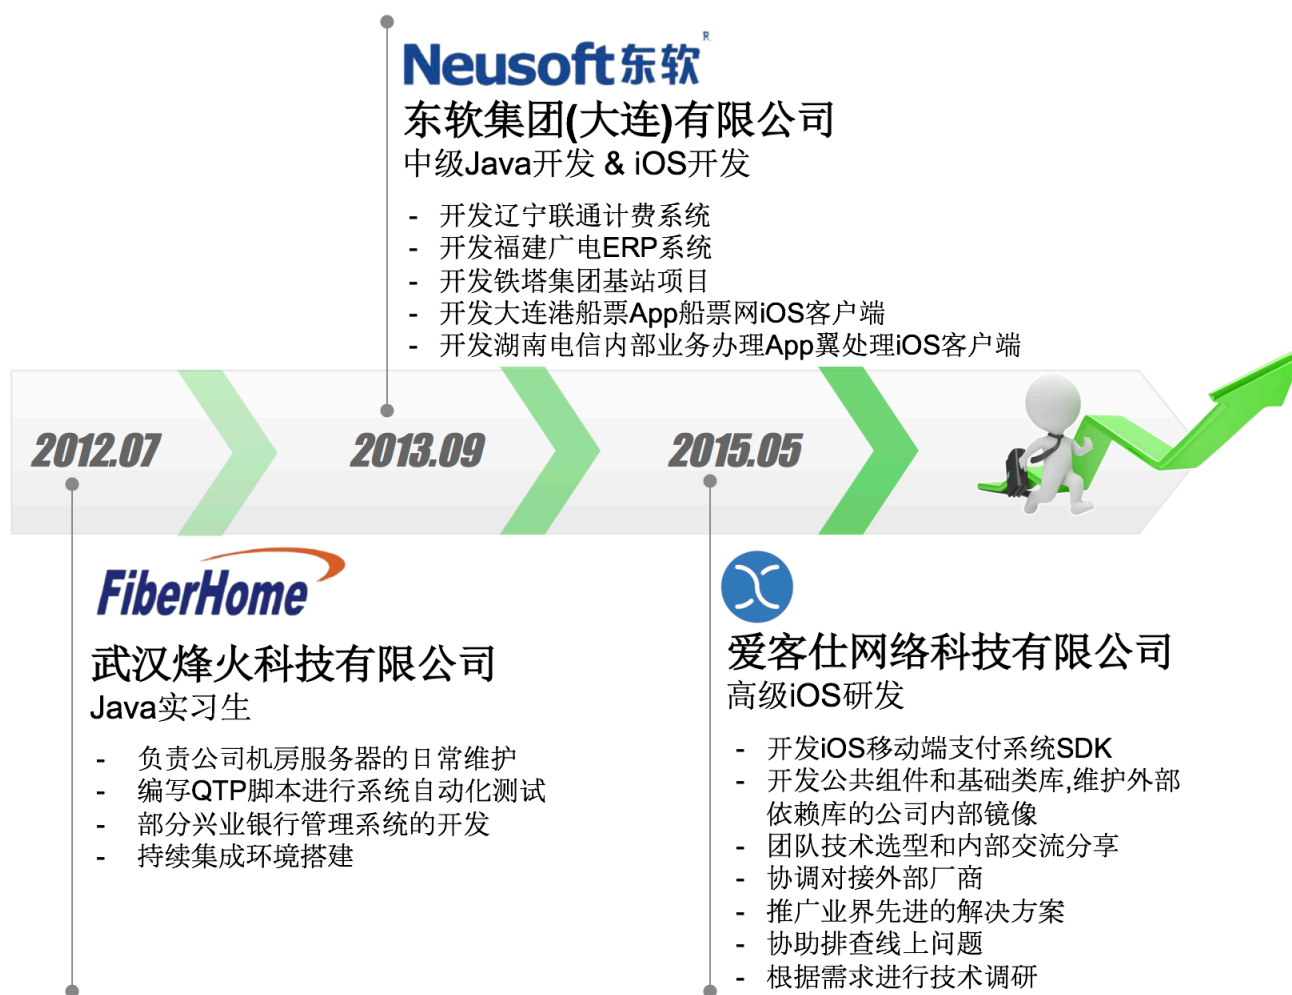 Neusoft东软®
东软集团(大连)有限公司
中级Java开发 & iOS开发
- 开发辽宁联通计费系统
- 开发福建广电ERP系统
- 开发铁塔集团基站项目
- 开发大连港船票App船票网iOS客户端
- 开发湖南电信内部业务办理App翼处理iOS客户端
2012.07
2013.09
2015.05
FiberHome
武汉烽火科技有限公司
Java实习生
- 负责公司机房服务器的日常维护
- 编写QTP脚本进行系统自动化测试
- 部分兴业银行管理系统的开发
- 持续集成环境搭建
爱客仕网络科技有限公司
高级iOS研发
- 开发iOS移动端支付系统SDK
- 开发公共组件和基础类库,维护外部
依赖库的公司内部镜像
- 团队技术选型和内部交流分享
- 协调对接外部厂商
- 推广业界先进的解决方案
- 协助排查线上问题
- 根据需求进行技术调研